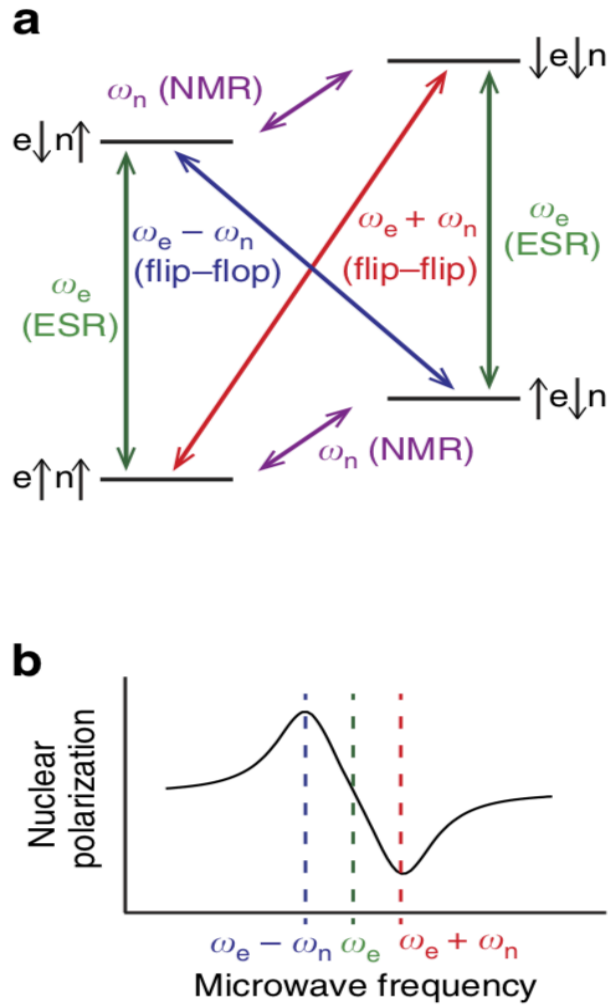 a
ωn (NMR)
↓e↓n
e↓n↑
ωe − ωn
(flip–flop)
ωe + ωn
(flip–flip)
ωe
(ESR)
ωe
(ESR)
↑e↓n
ωn (NMR)
e↑n↑
b
Nuclear
polarization
ωe − ωn ωe ωe + ωn
Microwave frequency